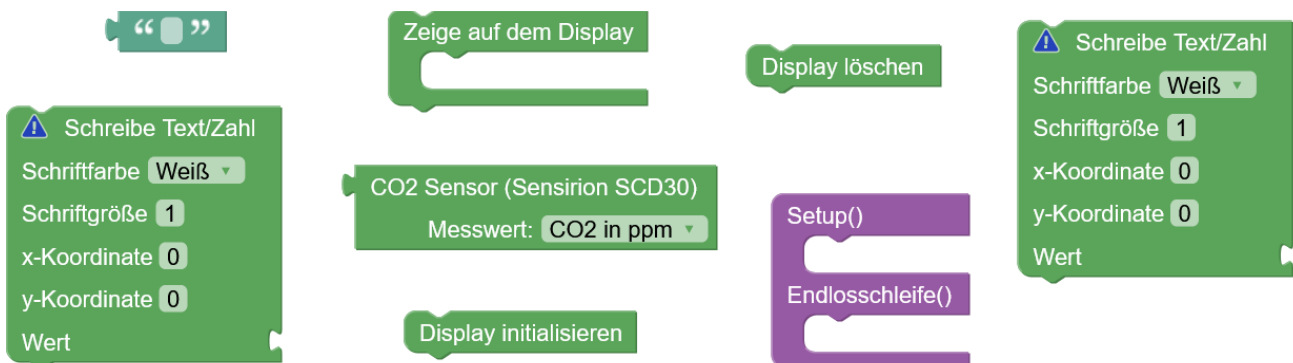 “ ”
Zeige auf dem Display
Display löschen
Schreibe Text/Zahl
Schriftfarbe Weiß
Schriftgröße 1
x-Koordinate 0
y-Koordinate 0
Wert
Schreibe Text/Zahl
Schriftfarbe Weiß
Schriftgröße 1
x-Koordinate 0
y-Koordinate 0
Wert
CO2 Sensor (Sensirion SCD30)
Messwert: CO2 in ppm
Setup()
Endlosschleife()
Display initialisieren